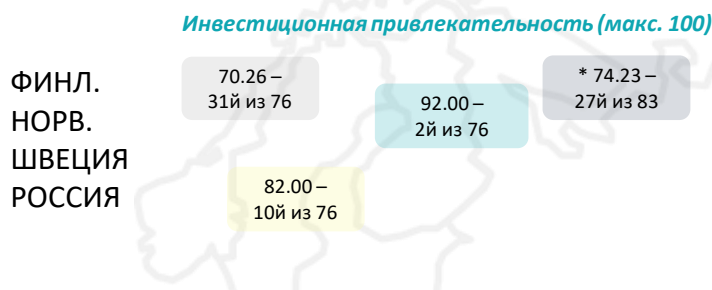 Инвестиционная привлекательность (макс. 100)
ФИНЛ.
НОРВ.
ШВЕЦИЯ
РОССИЯ
70.26 –
31й из 76
92.00 –
2й из 76
* 74.23 –
27й из 83
82.00 –
10й из 76